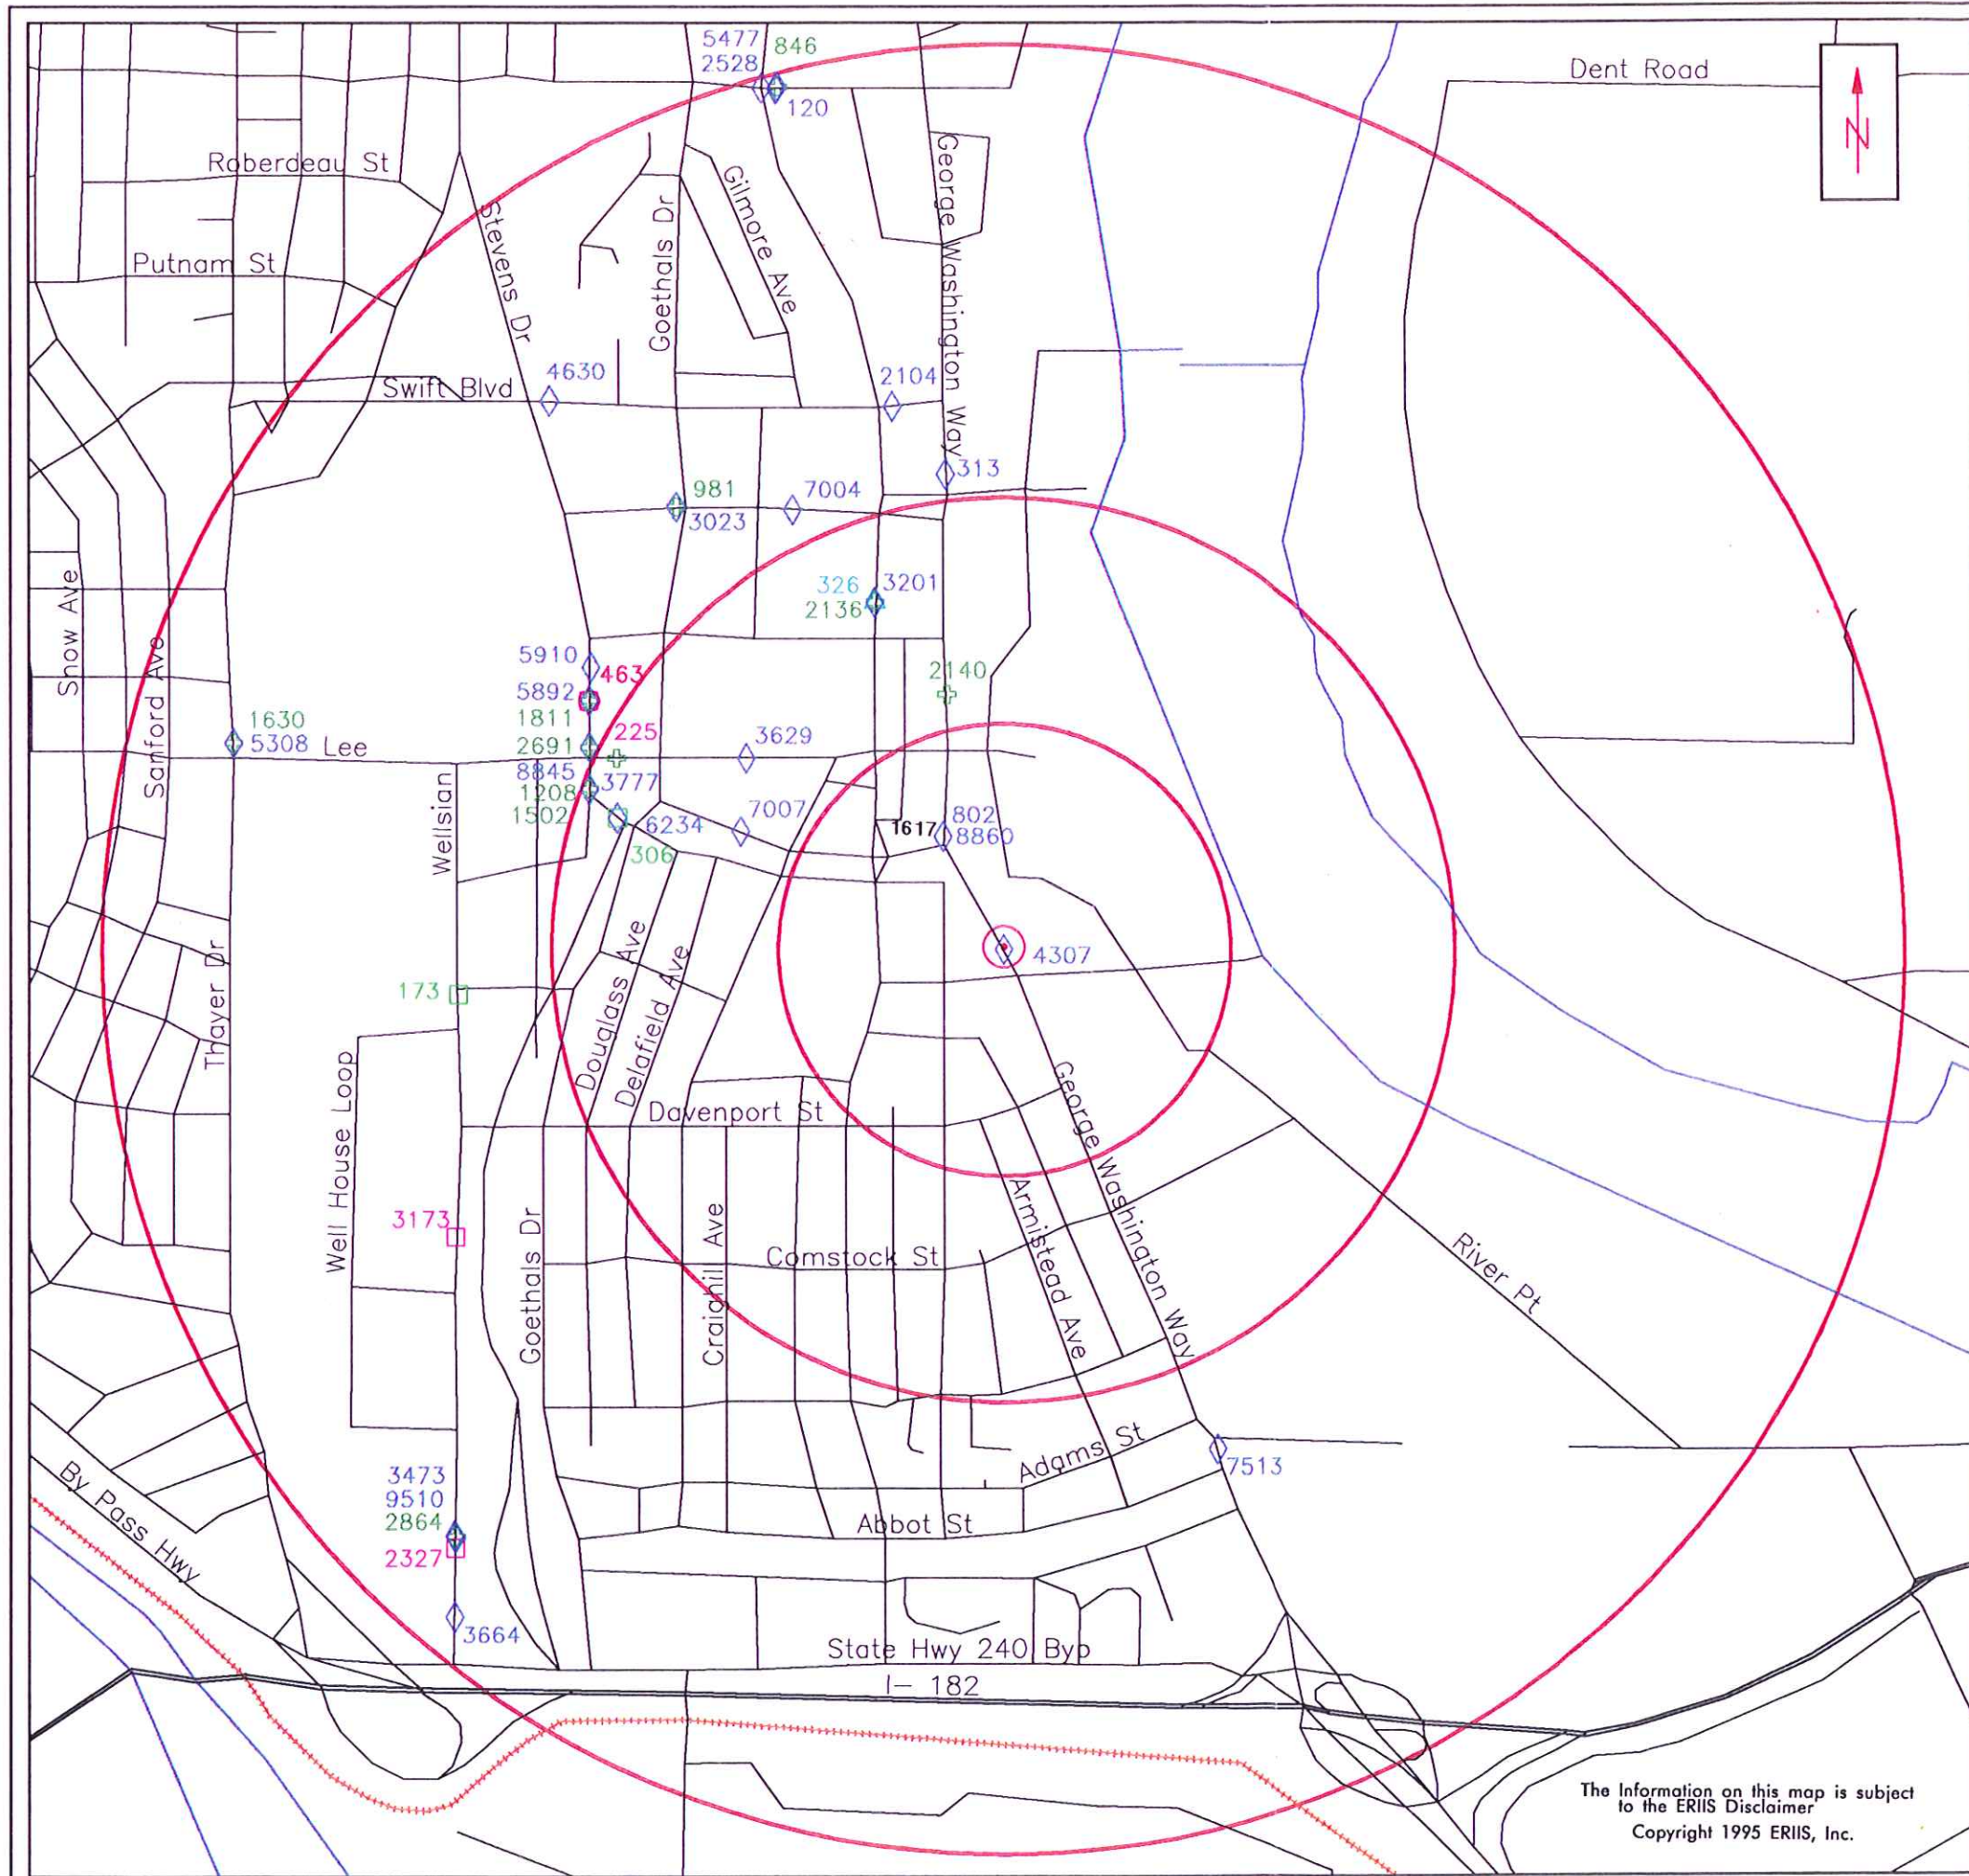 5477
846
2528
120
Dent Road
N
Roberdeau St
George Washington Way
Gilmore Ave
Stevens Dr
Goethals Dr
Putnam St
4630
2104
Swift Blvd
313
981
7004
3023
326
3201
2136
Snow Ave
Sanford Ave
5910
463
2140
5892
1811
225
1630
5308
Lee
2691
3629
8845
3777
1208
1502
Wellsian
6234
7007
802
1617
8860
306
4307
Thayer Dr
173
Douglass Ave
Delafield Ave
Well House Loop
Davenport St
George Washington Way
3173
Goethals Dr
Craighill Ave
Comstock St
Armistead Ave
River Pt
By Pass Hwy
3473
9510
2864
2327
Adams St
7513
Abbot St
3664
State Hwy 240 Byp
I- 182
The Information on this map is subject
to the ERIIS Disclaimer
Copyright 1995 ERIIS, Inc.